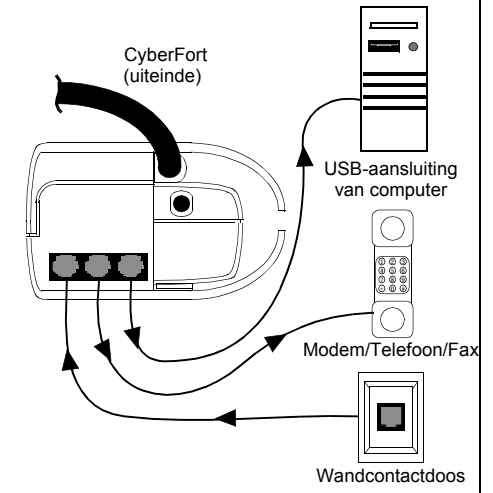 CyberFort
(uiteinde)
USB-aansluiting
van computer
Modem/Telefoon/Fax
Wandcontactdoos